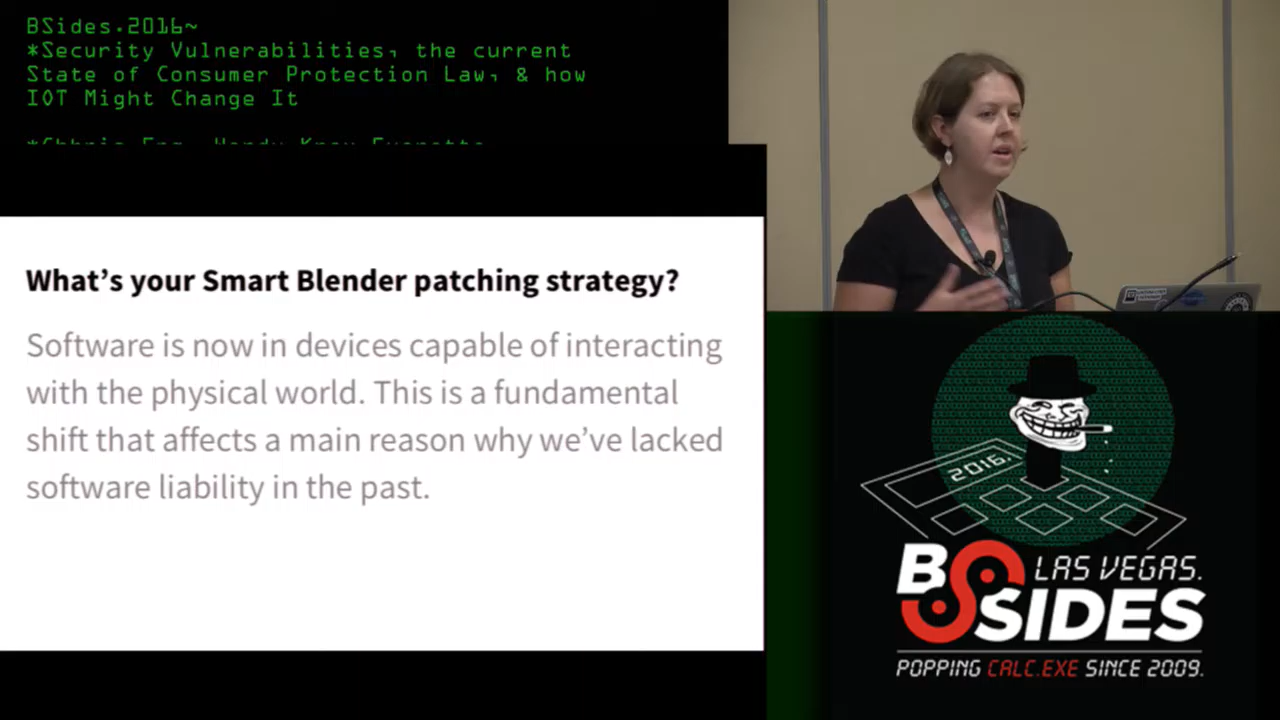 BSides.2016~
*Security Vulnerabilities, the current
State of Consumer Protection Law, & how
IOT Might Change It
What's your Smart Blender patching strategy?
Software is now in devices capable of interacting
with the physical world. This is a fundamental
shift that affects a main reason why we've lacked
software liability in the past.
2016.
BSIDES
LAS VEGAS.
POPPING CALC.EXE SINCE 2009.